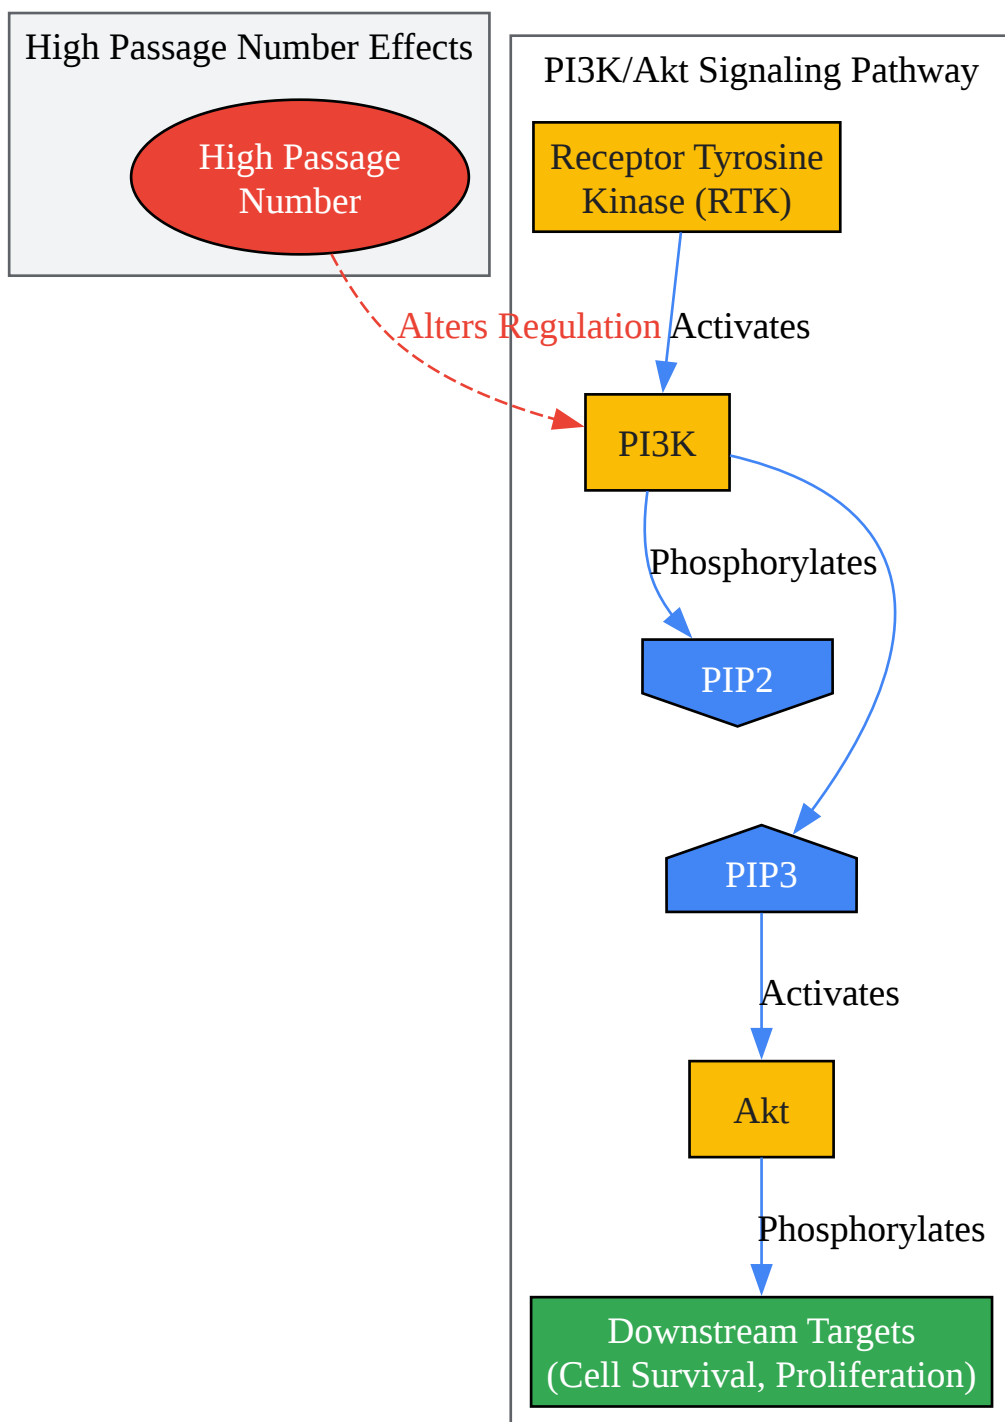 High Passage Number Effects
PI3K/Akt Signaling Pathway
High Passage
Number
Receptor Tyrosine
Kinase (RTK)
Alters Regulation
Activates
PI3K
Phosphorylates
PIP2
PIP3
Activates
Akt
Phosphorylates
Downstream Targets
(Cell Survival, Proliferation)